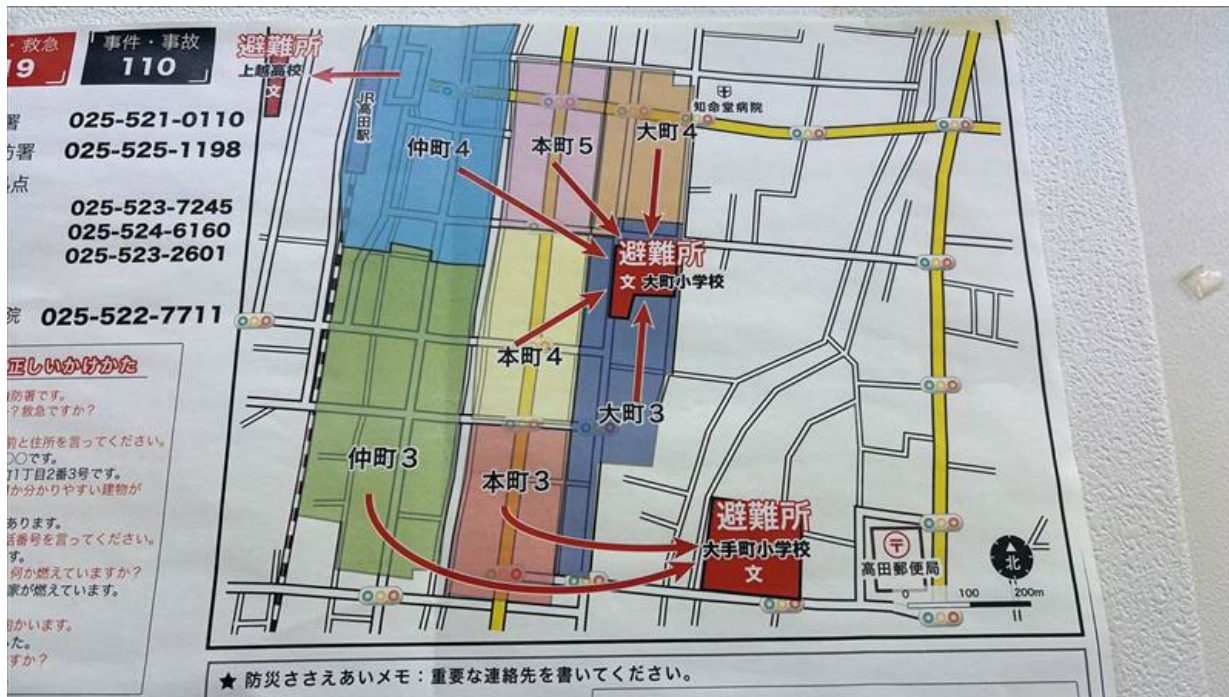 ・救急
19
事件・事故
110
署 025-521-0110
防署 025-525-1198
点
025-523-7245
025-524-6160
025-523-2601
院 025-522-7711
正しいかけかた
防署です。
？救急ですか？
前と住所を言ってください。
〇〇です。
町1丁目2番3号です。
か分かりやすい建物が
あります。
話番号を言ってください。
す。
何か燃えていますか？
家が燃えています。
向かいます。
した。
すか？
避難所
上越高校
文
JR高田駅
知命堂病院
仲町4
本町5
大町4
避難所
文 大町小学校
本町4
大町3
仲町3
本町3
避難所
大手町小学校
文
〒
高田郵便局
北
0 100 200m
★ 防災ささえあいメモ：重要な連絡先を書いてください。